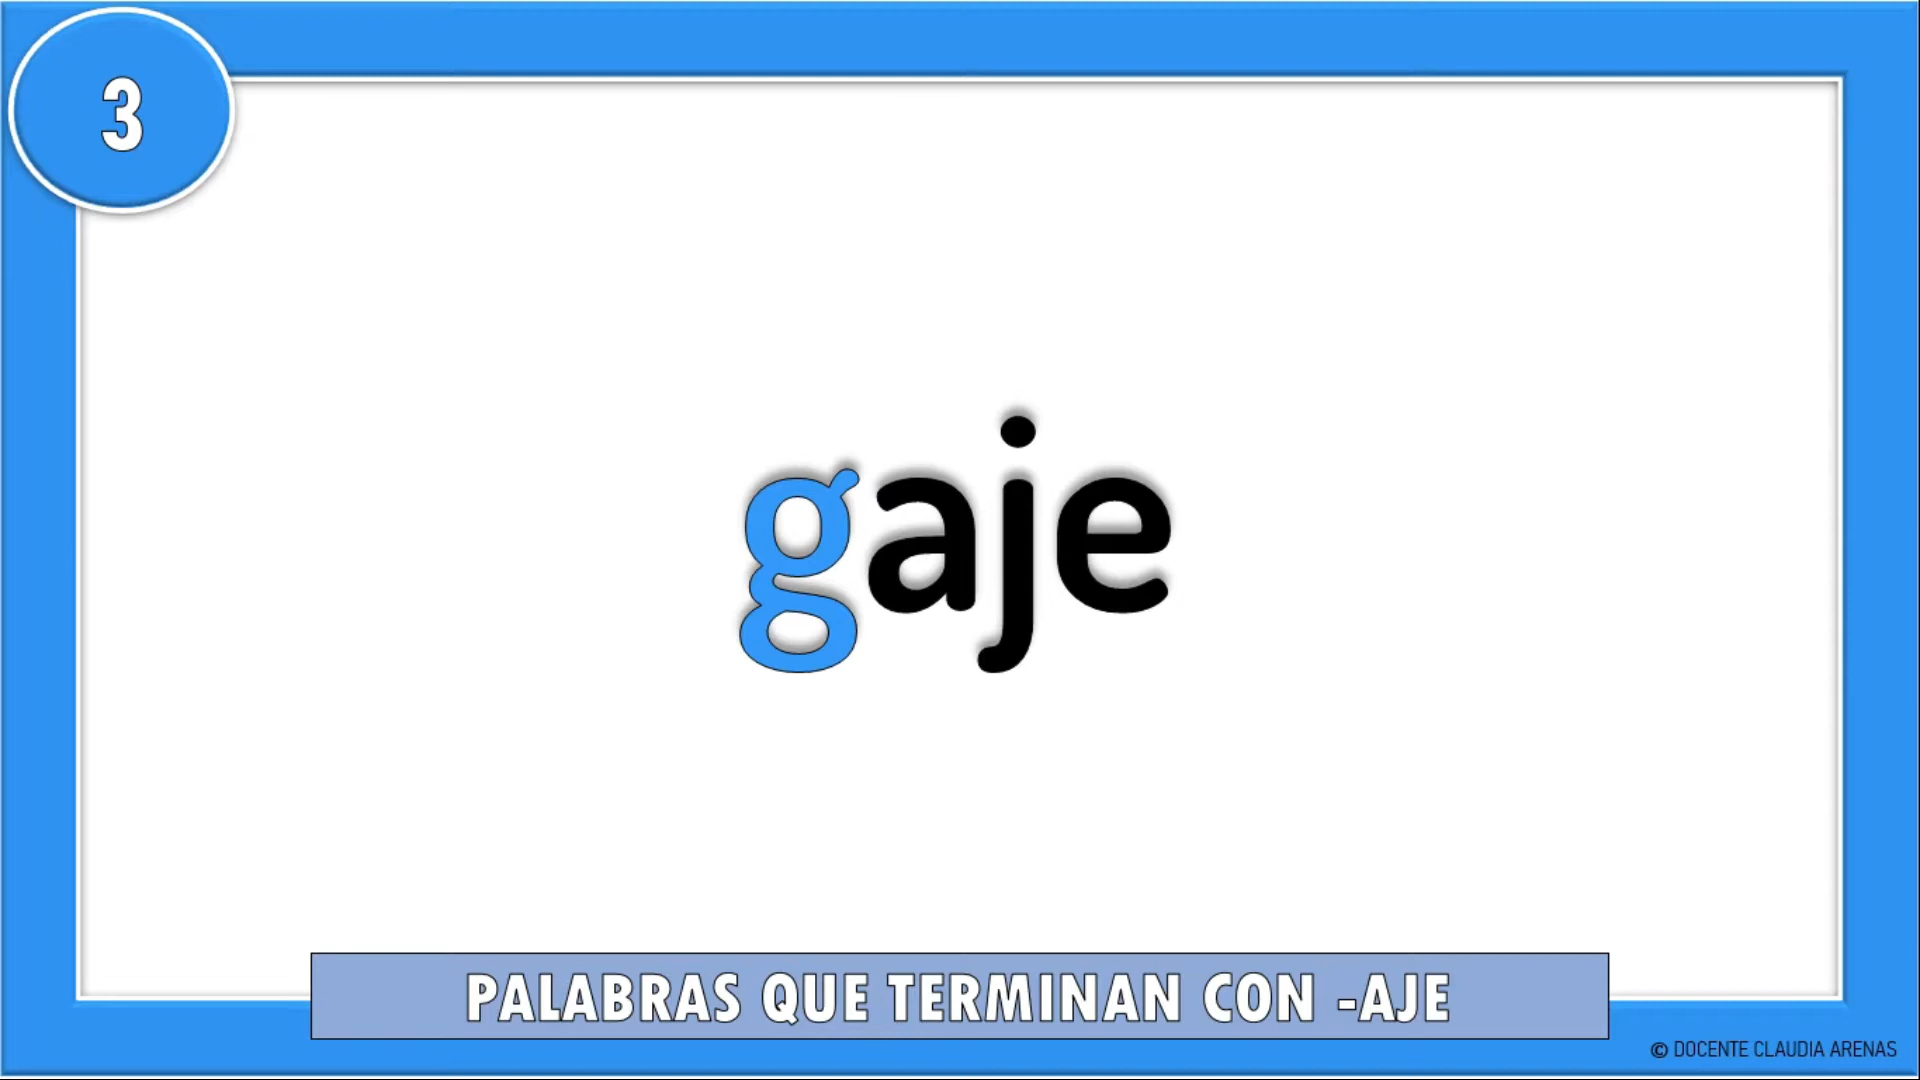 3
gaje
PALABRAS QUE TERMINAN CON -AJE
© DOCENTE CLAUDIA ARENAS